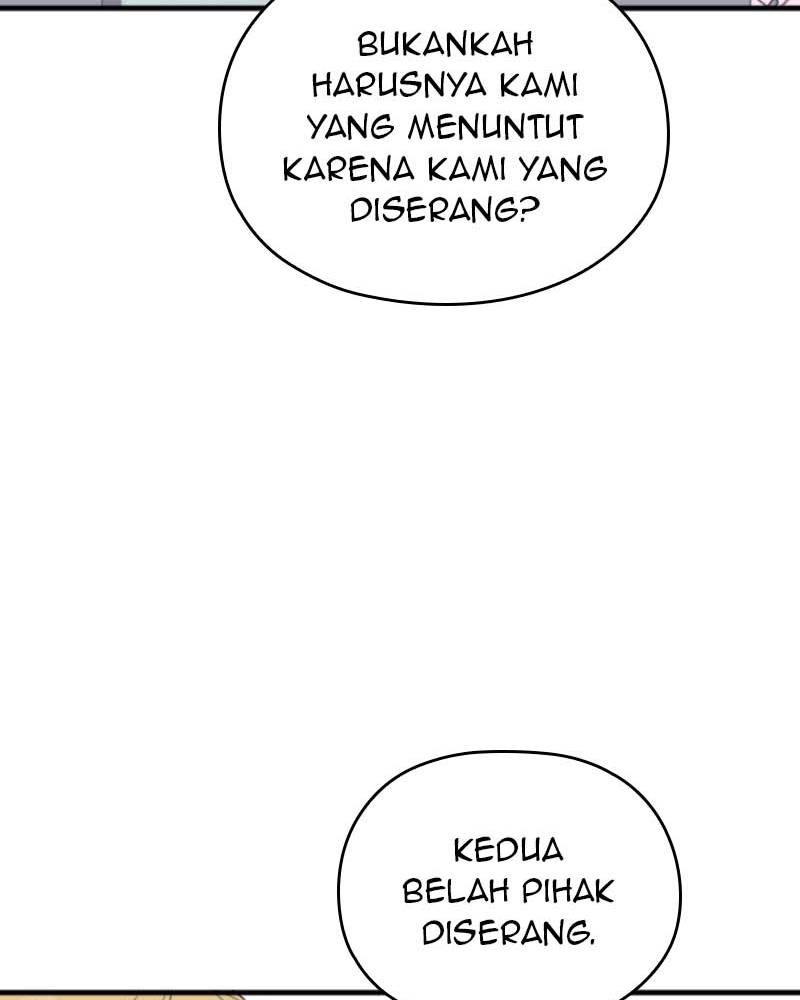 BUKANKAH
HARUSNYA KAMI
YANG MENUNTUT
KARENA KAMI YANG
DISERANG?
KEDUA
BELAH PIHAK
DISERANG.